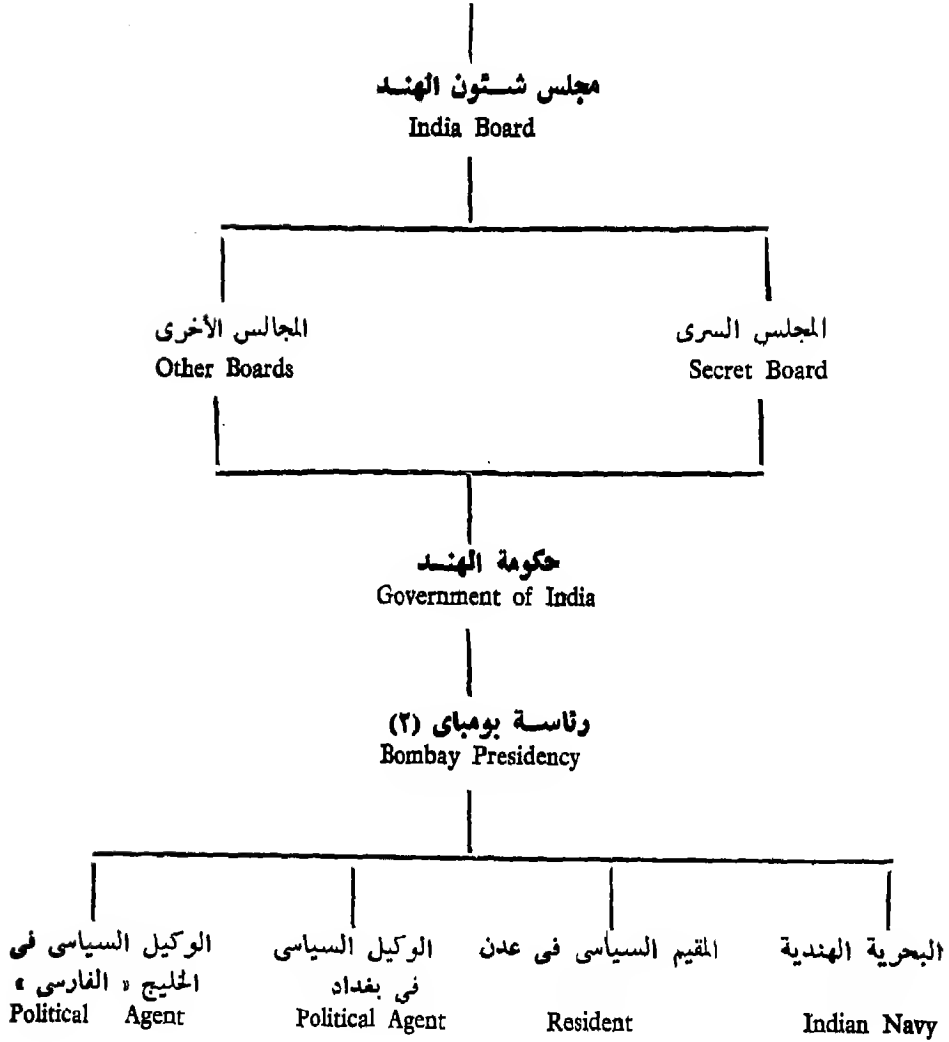 مجلس شئون الهند
India Board
المجلس السرى
Secret Board
المجالس الأخرى
Other Boards
حكومة الهند
Government of India
رئاسة بومباى (٢)
Bombay Presidency
البحرية الهندية
Indian Navy
المقيم السياسى فى عدن
Resident
الوكيل السياسى
فى بغداد
Political Agent
الوكيل السياسى فى
الخليج « الفارسى »
Political Agent